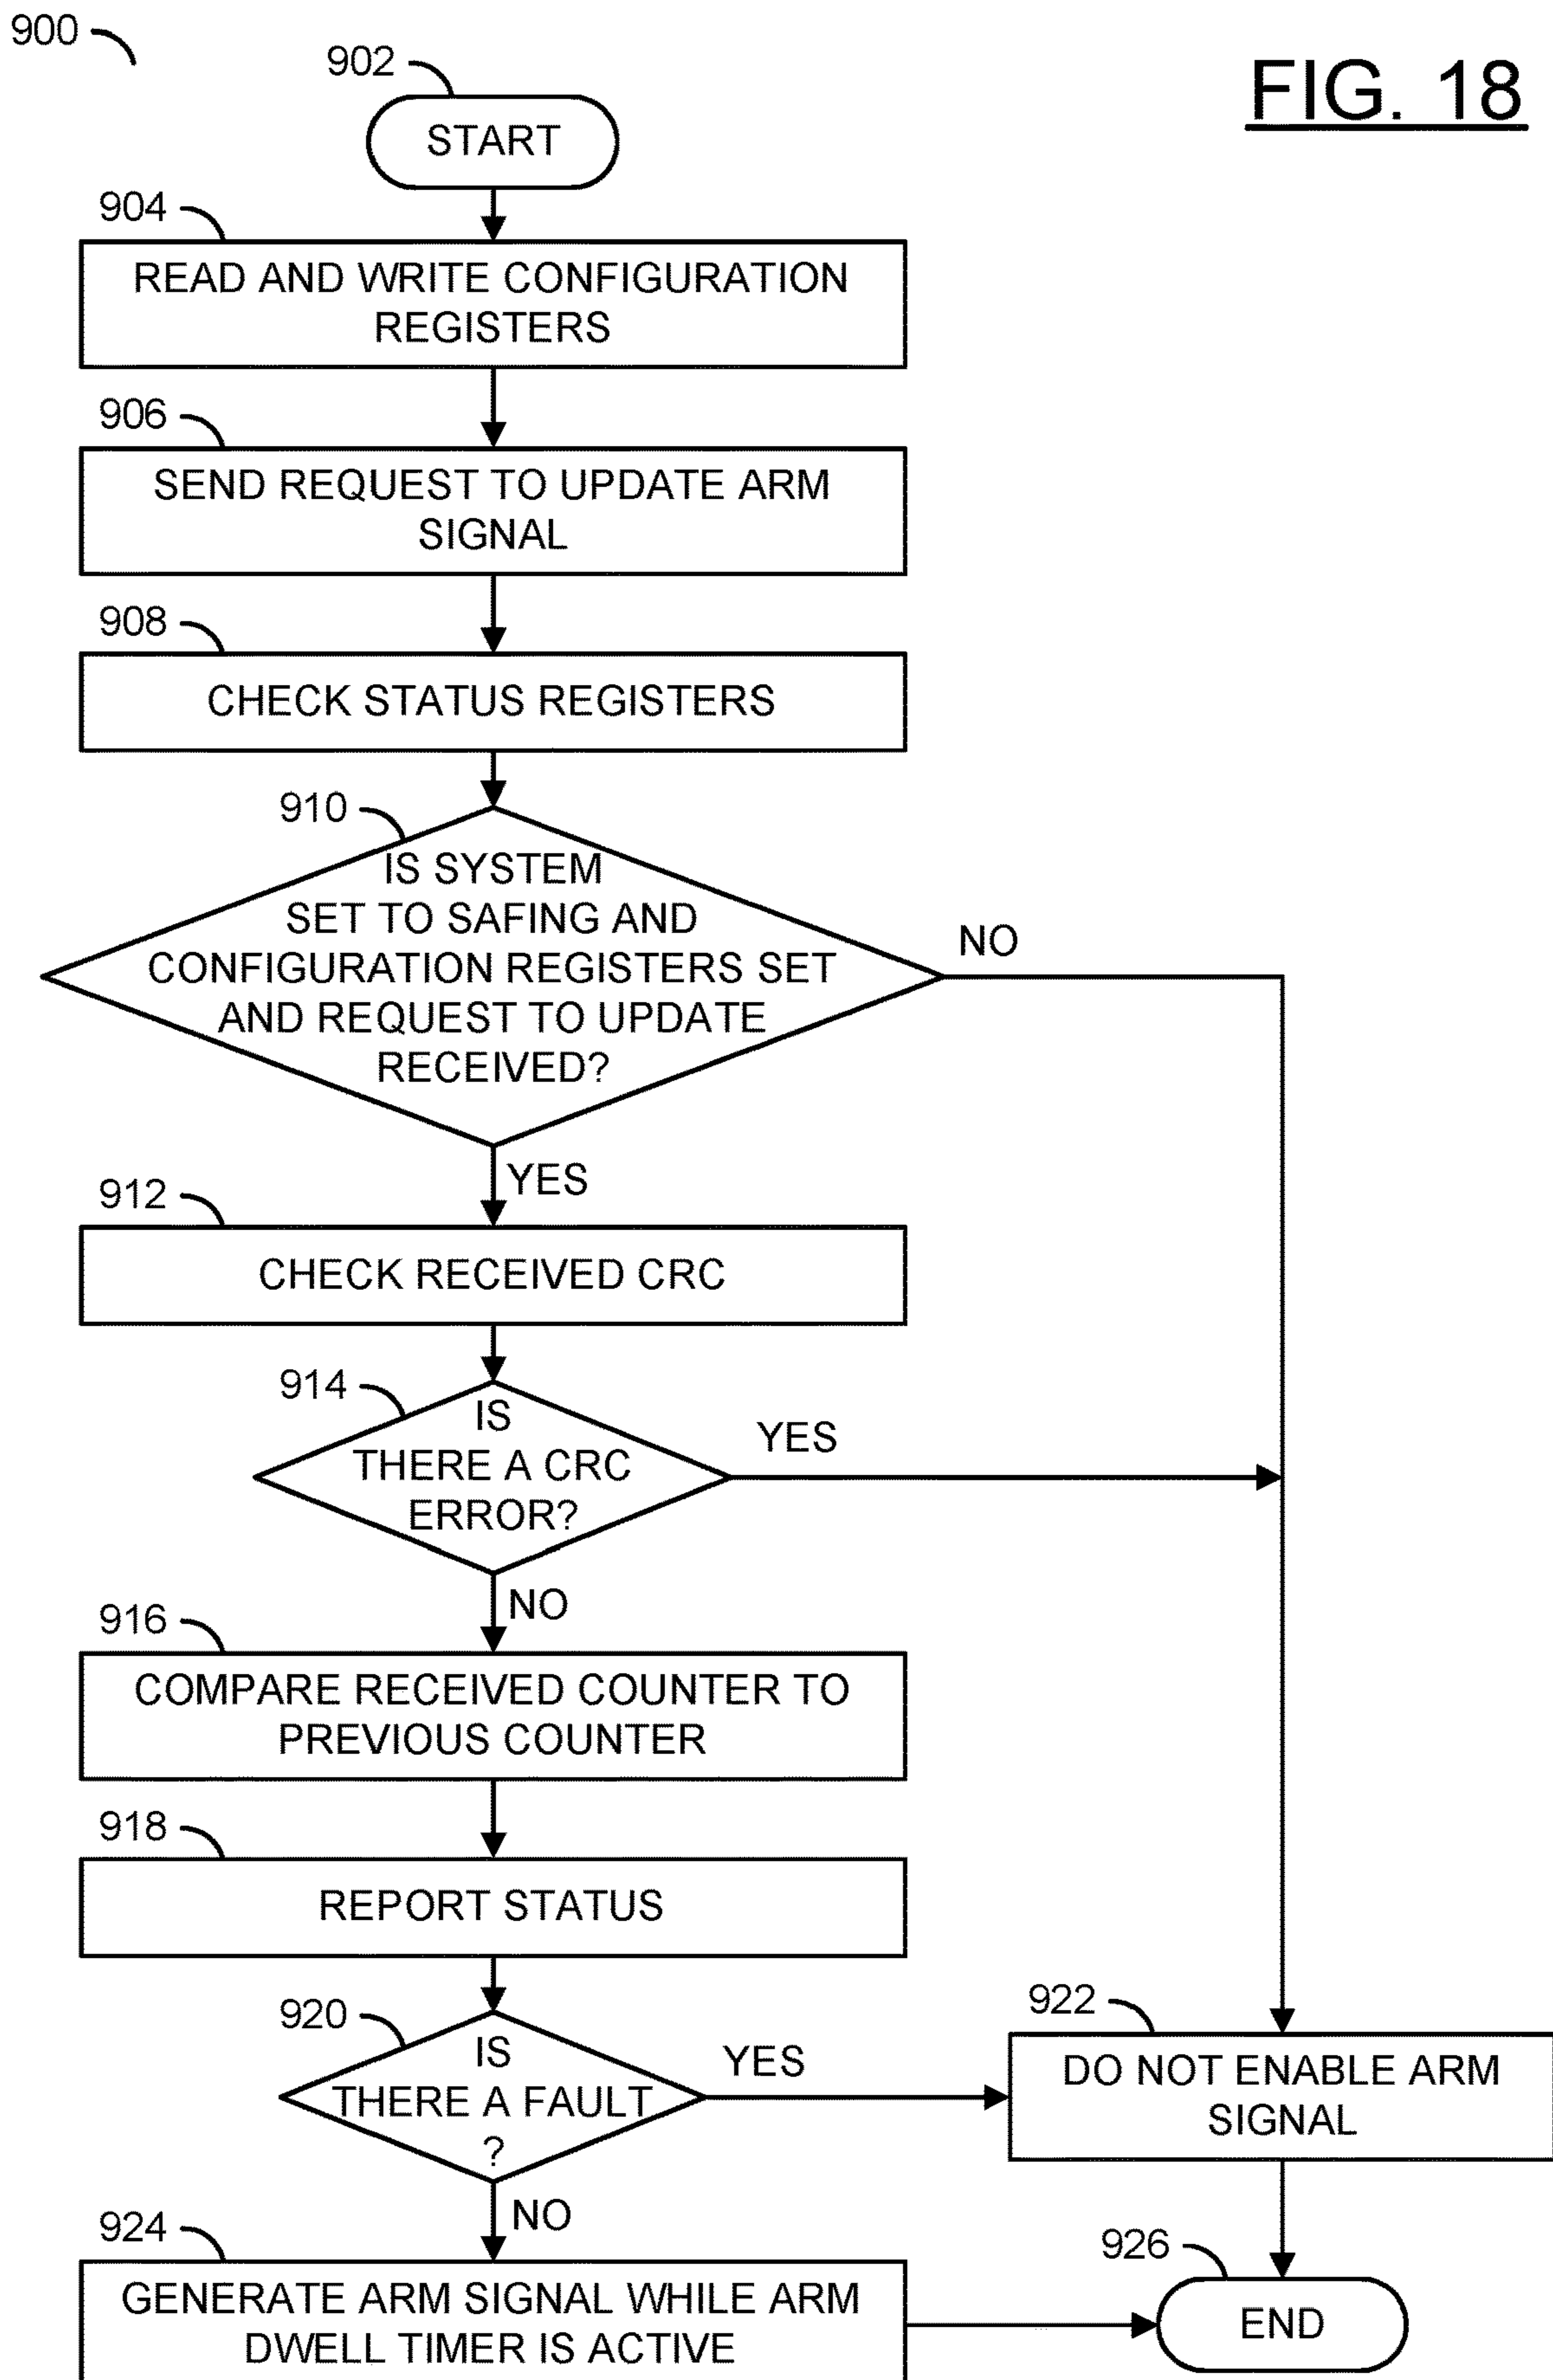 900
902
FIG. 18
START
904
READ AND WRITE CONFIGURATION
REGISTERS
906
SEND REQUEST TO UPDATE ARM
SIGNAL
908
CHECK STATUS REGISTERS
910
IS SYSTEM
SET TO SAFING AND
CONFIGURATION REGISTERS SET
AND REQUEST TO UPDATE
RECEIVED?
NO
YES
912
CHECK RECEIVED CRC
914
IS
THERE A CRC
ERROR?
YES
NO
916
COMPARE RECEIVED COUNTER TO
PREVIOUS COUNTER
918
REPORT STATUS
920
IS
THERE A FAULT
?
YES
NO
922
DO NOT ENABLE ARM
SIGNAL
924
GENERATE ARM SIGNAL WHILE ARM
DWELL TIMER IS ACTIVE
926
END